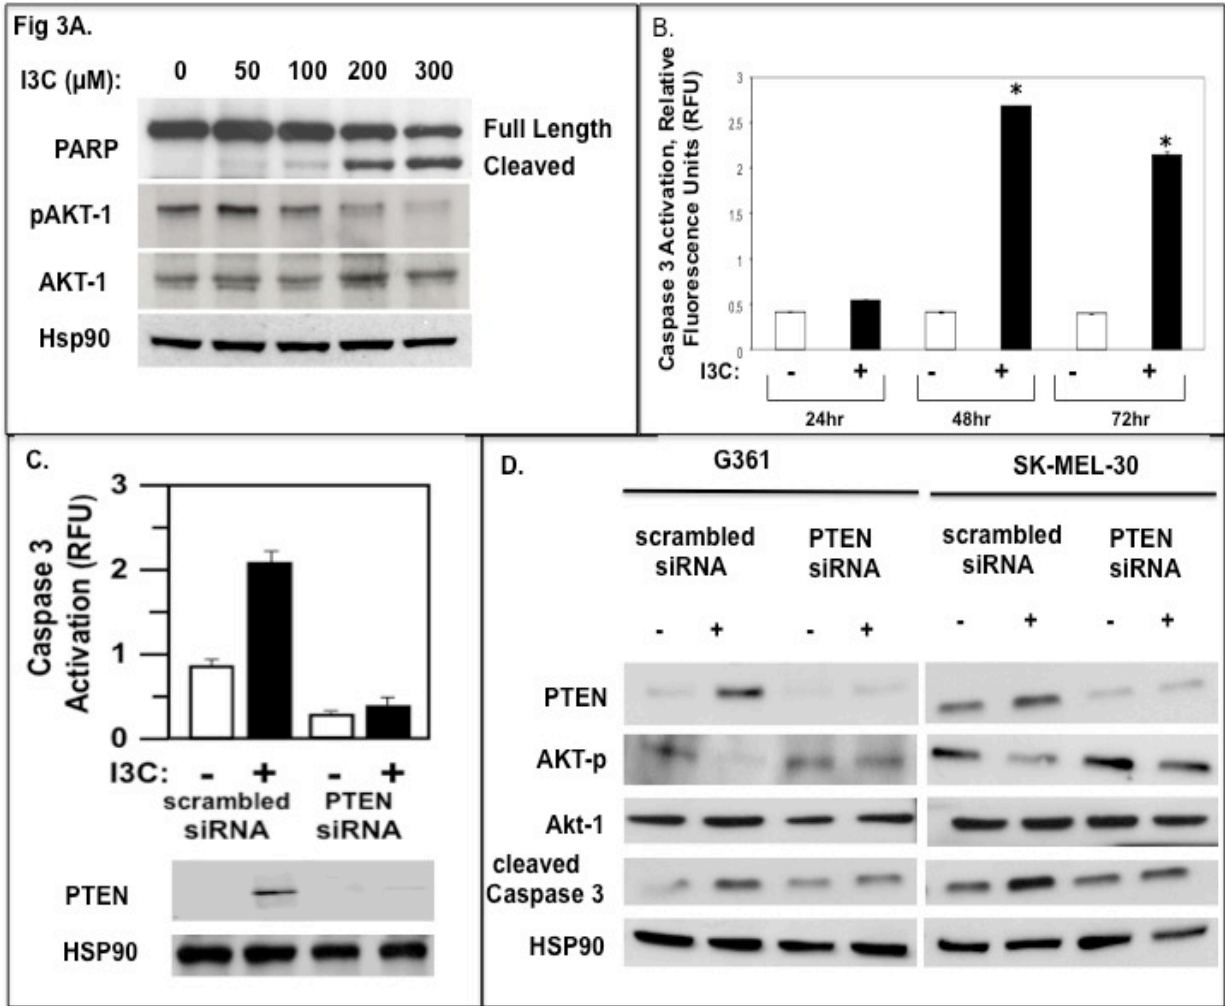 Fig 3A.
I3C (µM): 0 50 100 200 300
PARP
Full Length
Cleaved
pAKT-1
AKT-1
Hsp90
B.
Caspase 3 Activation, Relative
Fluorescence Units (RFU)
3
2.5
2
1.5
1
0.5
0
*
*
I3C: - + - + - +
24hr 48hr 72hr
C.
Caspase 3
Activation (RFU)
3
2
1
0
I3C: - + - +
scrambled PTEN
siRNA siRNA
PTEN
HSP90
D.
G361 SK-MEL-30
scrambled PTEN scrambled PTEN
siRNA siRNA siRNA siRNA
- + - + - + - +
PTEN
AKT-p
Akt-1
cleaved
Caspase 3
HSP90